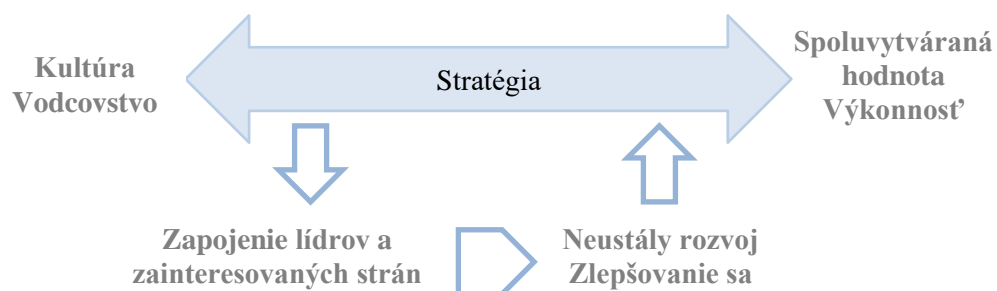 Kultúra
Vodcovstvo
Stratégia
Spoluvytváraná
hodnota
Výkonnosť
Zapojenie lídrov a
zainteresovaných strán
Neustály rozvoj
Zlepšovanie sa